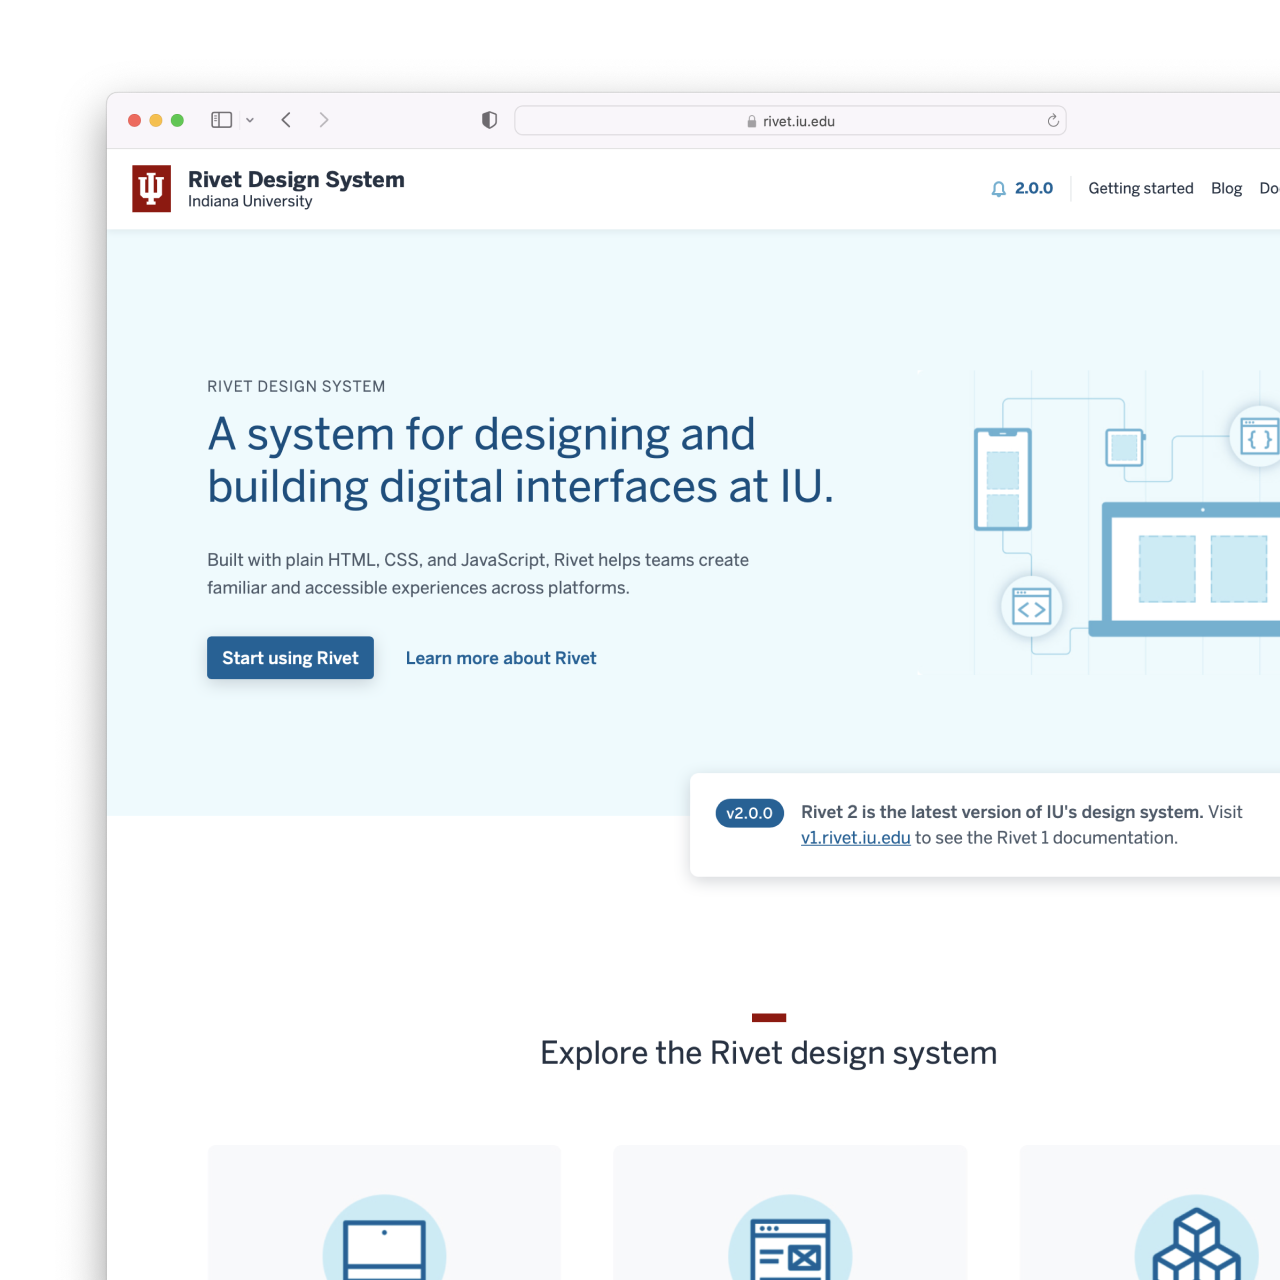 rivet.iu.edu
Rivet Design System
Indiana University
2.0.0
Getting started
Blog
RIVET DESIGN SYSTEM
A system for designing and
building digital interfaces at IU.
Built with plain HTML, CSS, and JavaScript, Rivet helps teams create
familiar and accessible experiences across platforms.
Start using Rivet
Learn more about Rivet
v2.0.0
Rivet 2 is the latest version of IU's design system. Visit
v1.rivet.iu.edu to see the Rivet 1 documentation.
Explore the Rivet design system